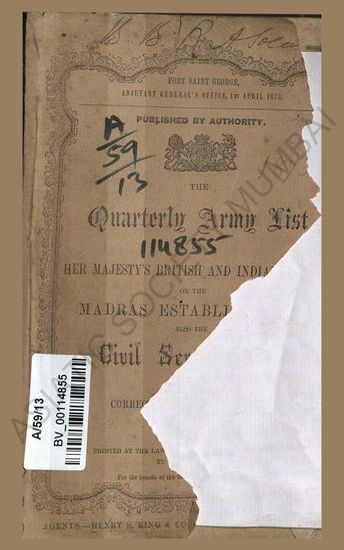 FORT SAINT GEORGE,
ADJUTANT GENERAL'S OFFICE, 1ST APRIL 1873.
PUBLISHED BY AUTHORITY.
A/59/13
THE
Quarterly Army List
114855
HER MAJESTY'S BRITISH AND INDIA
ON THE
MADRAS ESTABLI
ALSO THE
Civil Ser
CORREC
PRINTED AT THE LA
BY
For the benefit of the
AGENTS—HENRY S. KING & CO
A/59/13
BV_00114855
ASIATIC SOCIETY MUMBAI